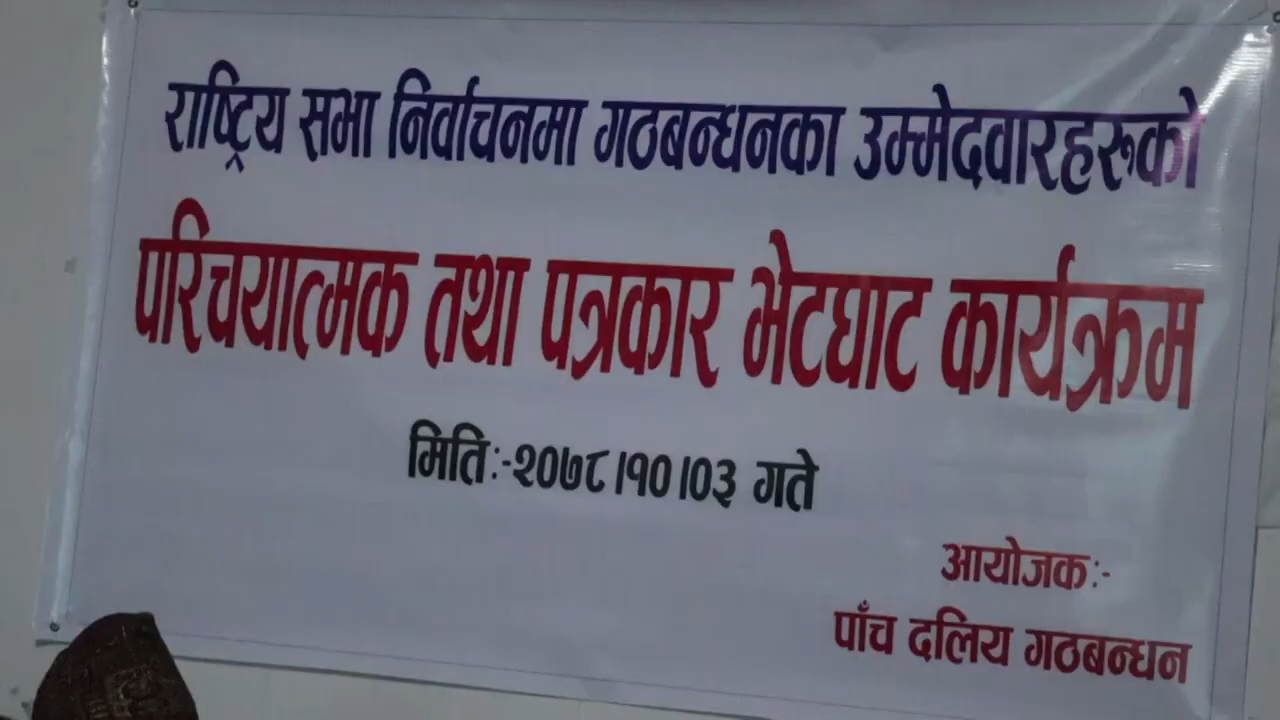 राष्ट्रिय सभा निर्वाचनमा गठबन्धनका उम्मेदवारहरूको
परिचयात्मक तथा पत्रकार भेटघाट कार्यक्रम
मितिः-२०७८।१०।०३ गते
आयोजकः-
पाँच दलिय गठबन्धन